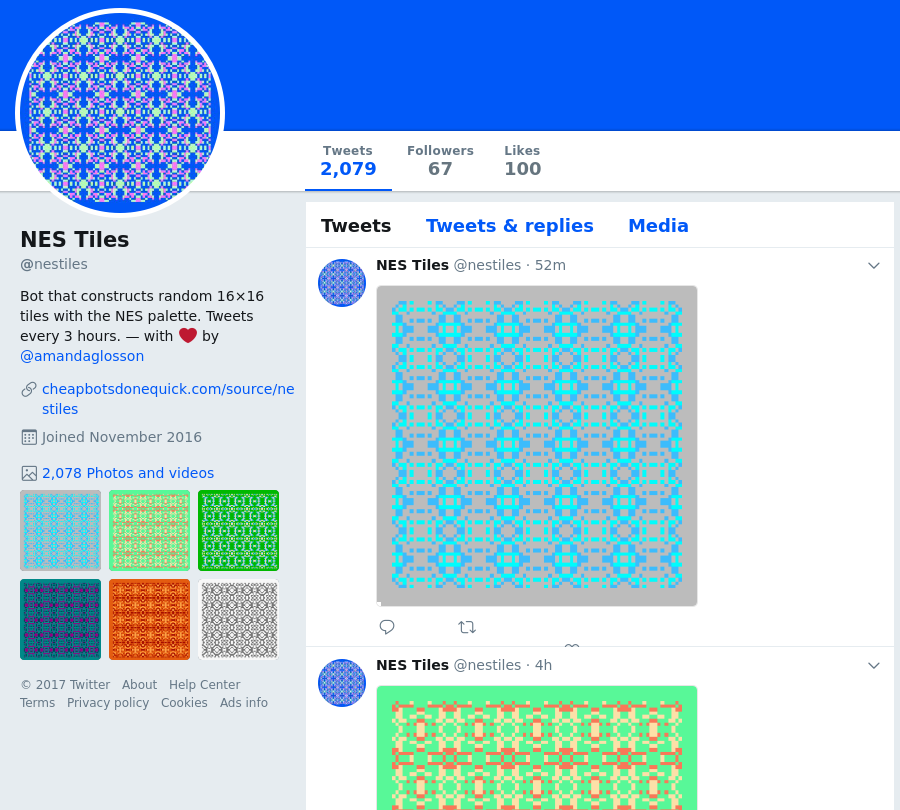 Tweets
2,079
Followers
67
Likes
100
NES Tiles
@nestiles
Bot that constructs random 16×16
tiles with the NES palette. Tweets
every 3 hours. — with ❤ by
@amandaglosson
cheapbotsdonequick.com/source/ne
stiles
Joined November 2016
2,078 Photos and videos
© 2017 Twitter About Help Center
Terms Privacy policy Cookies Ads info
Tweets Tweets & replies Media
NES Tiles @nestiles · 52m
NES Tiles @nestiles · 4h